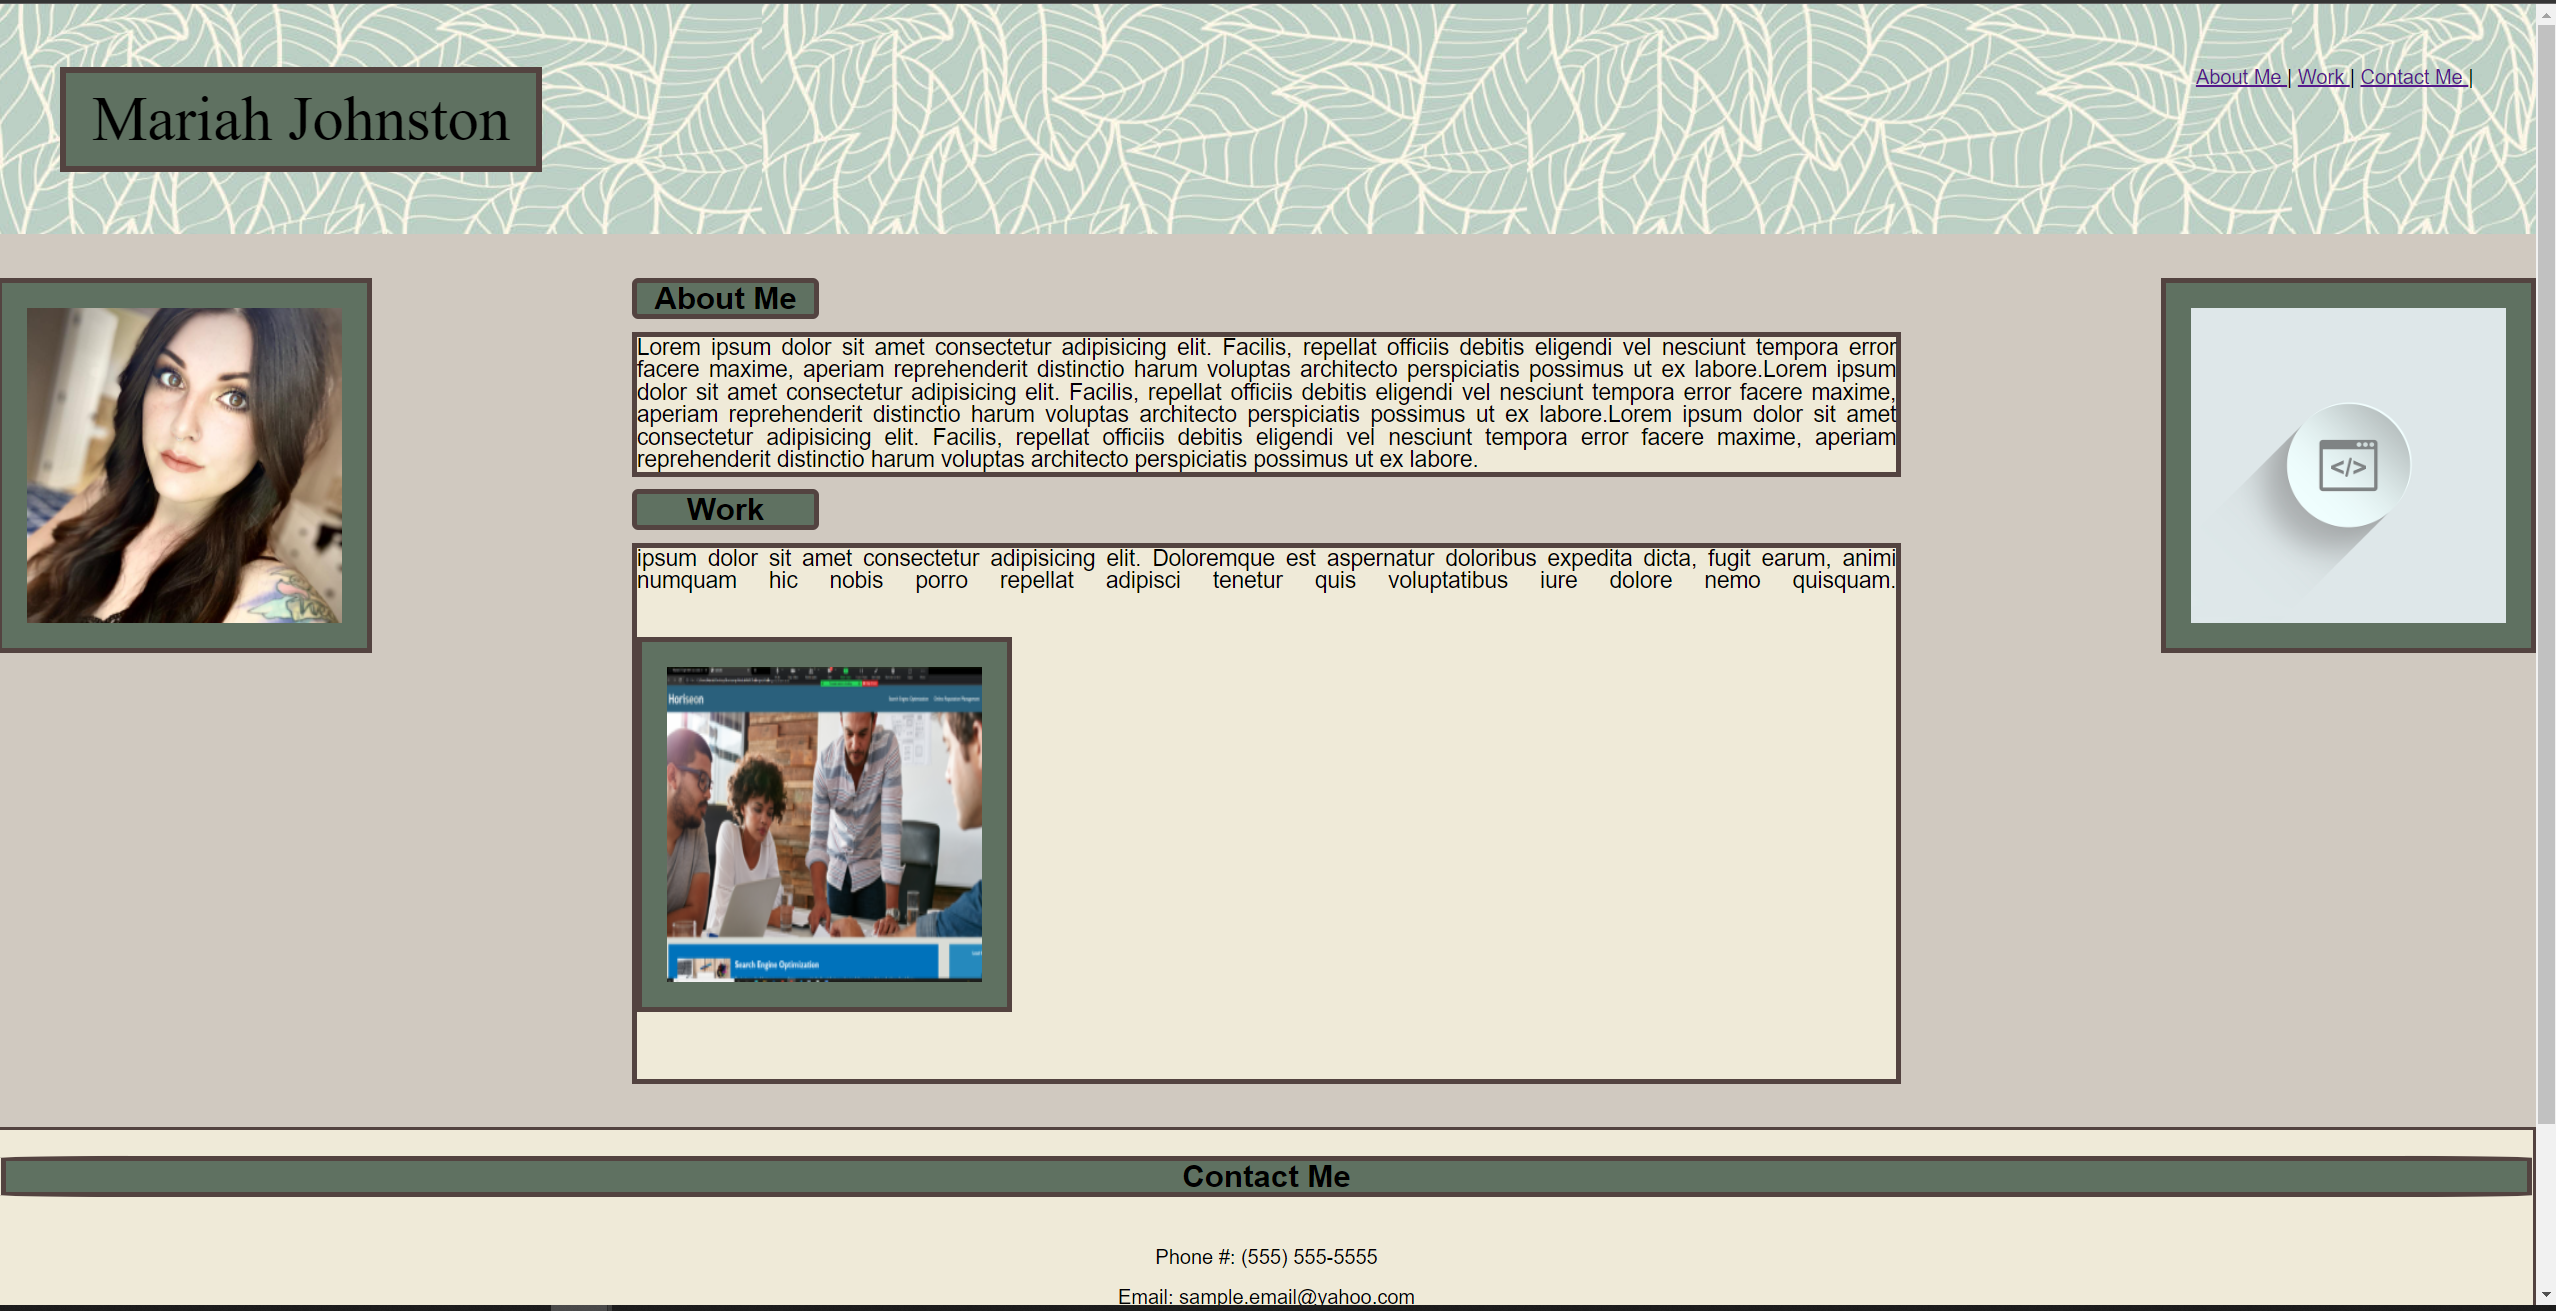 Mariah Johnston
About Me | Work | Contact Me |
About Me
Lorem ipsum dolor sit amet consectetur adipisicing elit. Facilis, repellat officiis debitis eligendi vel nesciunt tempora error
facere maxime, aperiam reprehenderit distinctio harum voluptas architecto perspiciatis possimus ut ex labore.Lorem ipsum
dolor sit amet consectetur adipisicing elit. Facilis, repellat officiis debitis eligendi vel nesciunt tempora error facere maxime,
aperiam reprehenderit distinctio harum voluptas architecto perspiciatis possimus ut ex labore.Lorem ipsum dolor sit amet
consectetur adipisicing elit. Facilis, repellat officiis debitis eligendi vel nesciunt tempora error facere maxime, aperiam
reprehenderit distinctio harum voluptas architecto perspiciatis possimus ut ex labore.
</>
Work
ipsum dolor sit amet consectetur adipisicing elit. Doloremque est aspernatur doloribus expedita dicta, fugit earum, animi
numquam hic nobis porro repellat adipisci tenetur quis voluptatibus iure dolore nemo quisquam.
Horiseon
Search Engine Optimization Online Reputation Management
Search Engine Optimization
Contact Me
Phone #: (555) 555-5555
Email: sample.email@yahoo.com